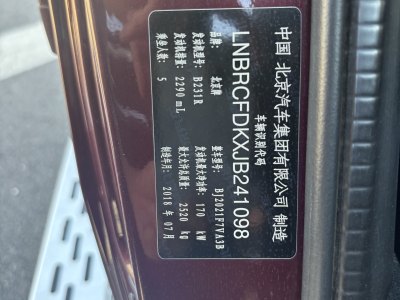 中国 北京汽车集团有限公司 制造
车辆识别代码
LNBRCFDKXJB241098
品牌: 北京牌 整车型号: BJ2021F7VA3B
发动机型号: B231R 发动机最大净功率: 170 kW
发动机排量: 2290 mL 最大允许总质量: 2520 kg
乘坐人数: 5 制造年月: 2018 年 07月